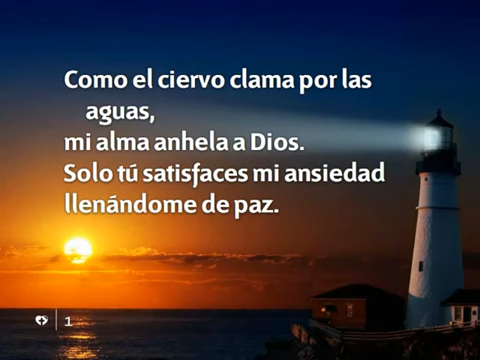 Como el ciervo clama por las
aguas,
mi alma anhela a Dios.
Solo tú satisfaces mi ansiedad
llenándome de paz.
1